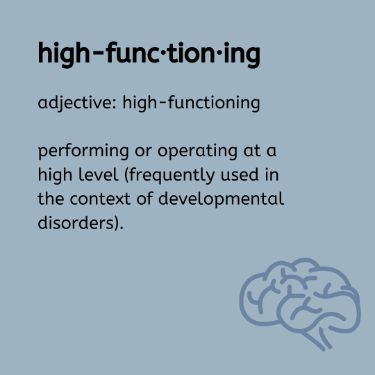 high-func·tion·ing
adjective: high-functioning
performing or operating at a
high level (frequently used in
the context of developmental
disorders).